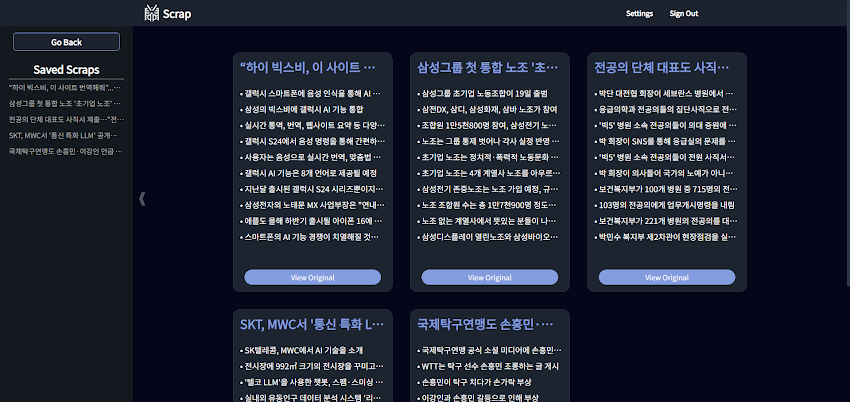 Scrap
Settings
Sign Out
Go Back
Saved Scraps
"하이 빅스비, 이 사이트 번역해줘"...…
삼성그룹 첫 통합 노조 '초기업 노조' …
전공의 단체 대표도 사직서 제출…"전…
SKT, MWC서 '통신 특화 LLM' 공개…
국제탁구연맹도 손흥민·이강인 언급 …
“하이 빅스비, 이 사이트 …
• 갤럭시 스마트폰에 음성 인식을 통해 AI …
• 삼성의 빅스비에 갤럭시 AI 기능 통합
• 실시간 통역, 번역, 웹사이트 요약 등 다양…
• 갤럭시 S24에서 음성 명령을 통해 간편하…
• 사용자는 음성으로 실시간 번역, 맞춤법 …
• 갤럭시 AI 기능은 8개 언어로 제공될 예정
• 지난달 출시된 갤럭시 S24 시리즈뿐이지…
• 삼성전자의 노태문 MX 사업부장은 "연내…
• 애플도 올해 하반기 출시될 아이폰 16에 …
• 스마트폰의 AI 기능 경쟁이 치열해질 것…
View Original
삼성그룹 첫 통합 노조 '초…
• 삼성그룹 초기업 노동조합이 19일 출범
• 삼전DX, 삼디, 삼성화재, 삼바 노조가 참여
• 조합원 1만5천800명 참여, 삼성전기 노…
• 노조는 그룹 통제 벗어나 각사 실정 반영 …
• 초기업 노조는 정치적·폭력적 노동문화 …
• 초기업 노조는 4개 계열사 노조를 아우르…
• 삼성전기 존중노조는 노조 가입 예정, 규…
• 노조 조합원 수는 총 1만7천900명 정도…
• 노조 없는 계열사에서 뜻있는 분들이 나…
• 삼성디스플레이 열린노조와 삼성바이오…
View Original
전공의 단체 대표도 사직…
• 박단 대전협 회장이 세브란스 병원에서 …
• 응급의학과 전공의들의 집단사직으로 전…
• '빅5' 병원 소속 전공의들이 의대 증원에 …
• 박 회장이 SNS를 통해 응급실의 문제를 …
• '빅5' 병원 소속 전공의들이 전원 사직서…
• 박 회장이 의사들이 국가의 노예가 아니…
• 보건복지부가 100개 병원 중 715명의 전…
• 103명의 전공의에게 업무개시명령을 내림
• 보건복지부가 221개 병원의 전공의를 대…
• 박민수 복지부 제2차관이 현장점검을 실…
View Original
SKT, MWC서 '통신 특화 L…
• SK텔레콤, MWC에서 AI 기술을 소개
• 전시장에 992㎡ 크기의 전시장을 꾸미고…
• '텔코 LLM'을 사용한 챗봇, 스팸·스미싱 …
• 실내외 유동인구 데이터 분석 시스템 '리…
국제탁구연맹도 손흥민·…
• 국제탁구연맹 공식 소셜 미디어에 손흥민…
• WTT는 탁구 선수 손흥민 조롱하는 글 게시
• 손흥민이 탁구 치다가 손가락 부상
• 이강인과 손흥민 갈등으로 인해 부상